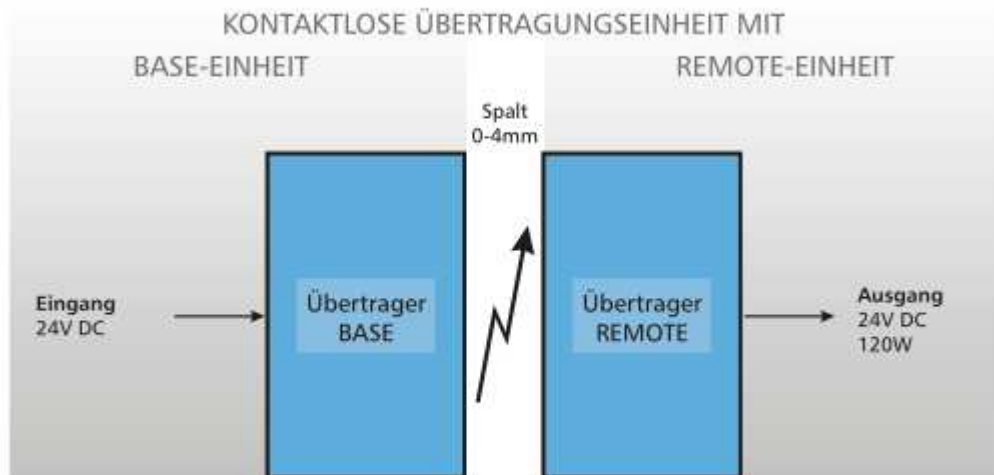 KONTAKTLOSE ÜBERTRAGUNGSEINHEIT MIT
BASE-EINHEIT
REMOTE-EINHEIT
Spalt
0-4mm
Eingang
24V DC
Übertrager
BASE
Übertrager
REMOTE
Ausgang
24V DC
120W